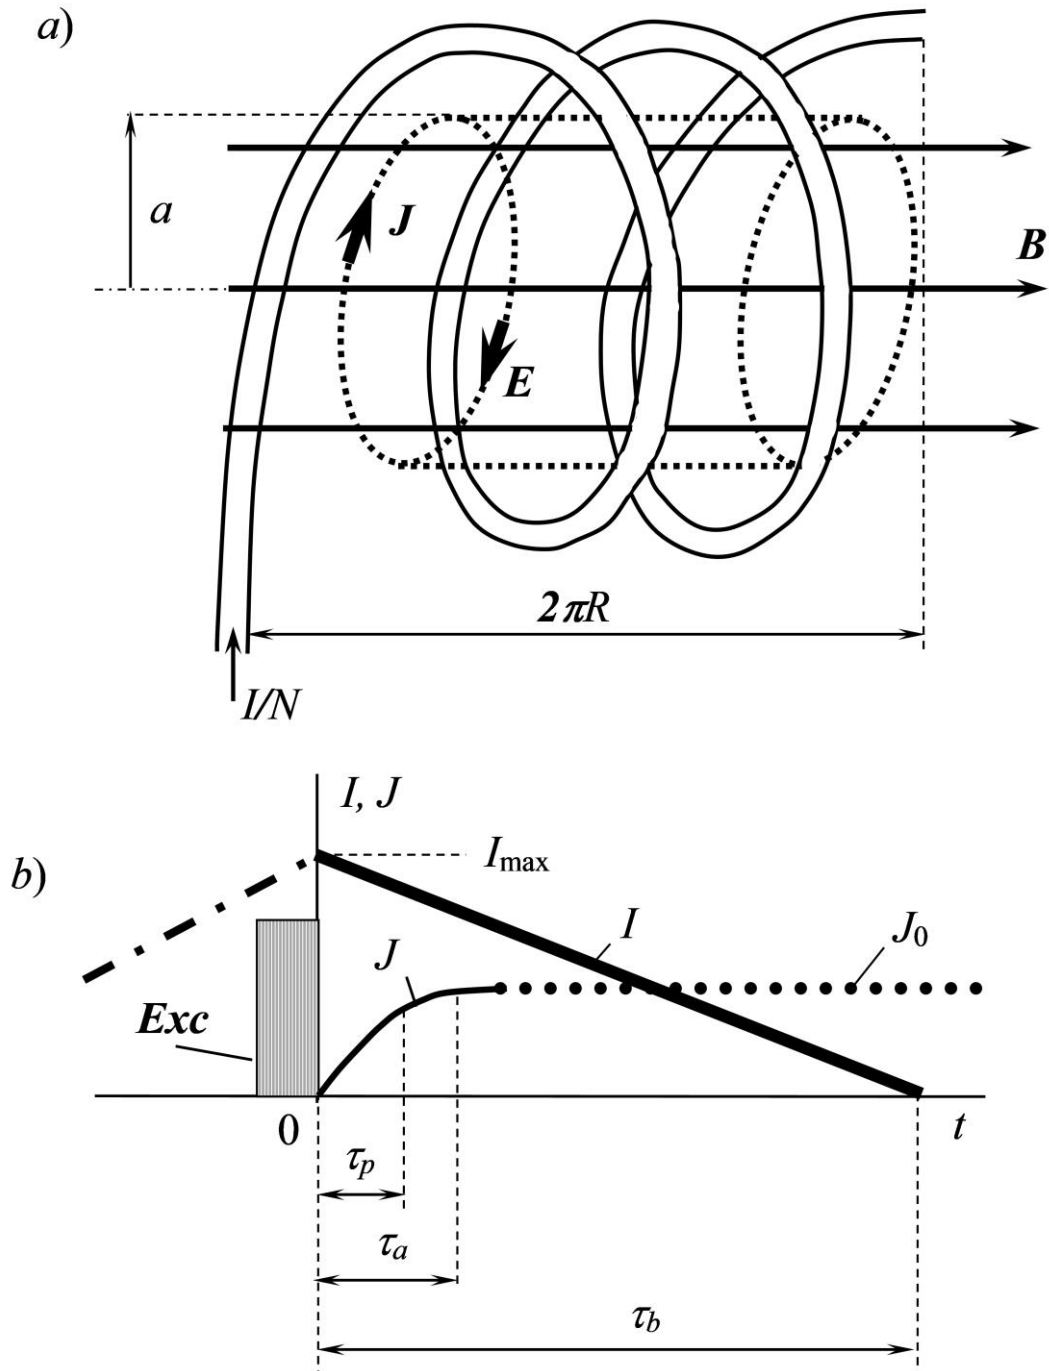 a)
a
J
E
B
2πR
I/N
I, J
b)
I_max
I
J_0
J
Exc
0
t
τ_p
τ_a
τ_b